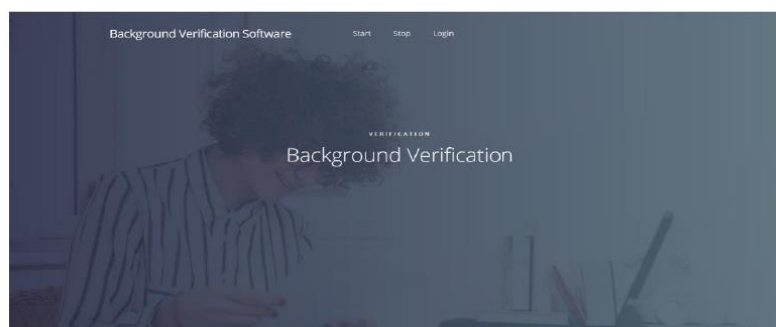 Background Verification Software Start Stop Login
VERIFICATION
Background Verification